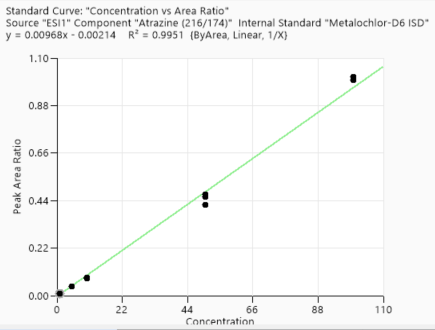 Standard Curve: "Concentration vs Area Ratio"
Source "ESI1" Component "Atrazine (216/174)" Internal Standard "Metalochlor-D6 ISD"
y = 0.00968x - 0.00214 R² = 0.9951 (ByArea, Linear, 1/X)
1.10
0.88
0.66
0.44
0.22
0.00
Peak Area Ratio
0 22 44 66 88 110
Concentration